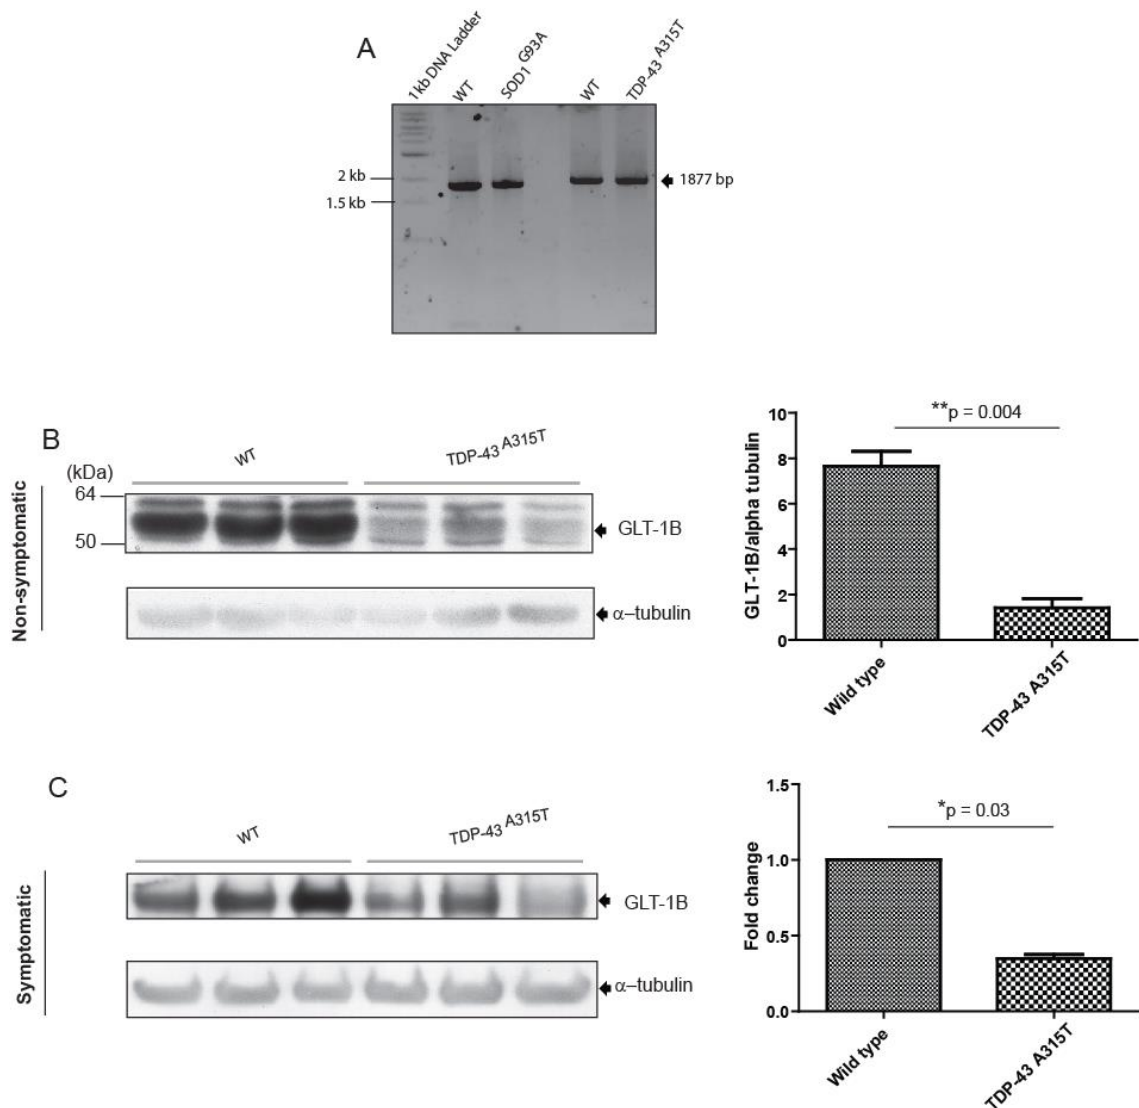 A
1kb DNA Ladder
WT
SOD1 G93A
WT
TDP-43 A315T
2 kb
1.5 kb
1877 bp
B
(kDa)
WT
TDP-43 A315T
64
50
GLT-1B
α–tubulin
Non-symptomatic
GLT-1B/alpha tubulin
10
8
6
4
2
0
**p = 0.004
Wild type
TDP-43 A315T
C
WT
TDP-43 A315T
GLT-1B
α–tubulin
Symptomatic
Fold change
1.5
1.0
0.5
0.0
*p = 0.03
Wild type
TDP-43 A315T